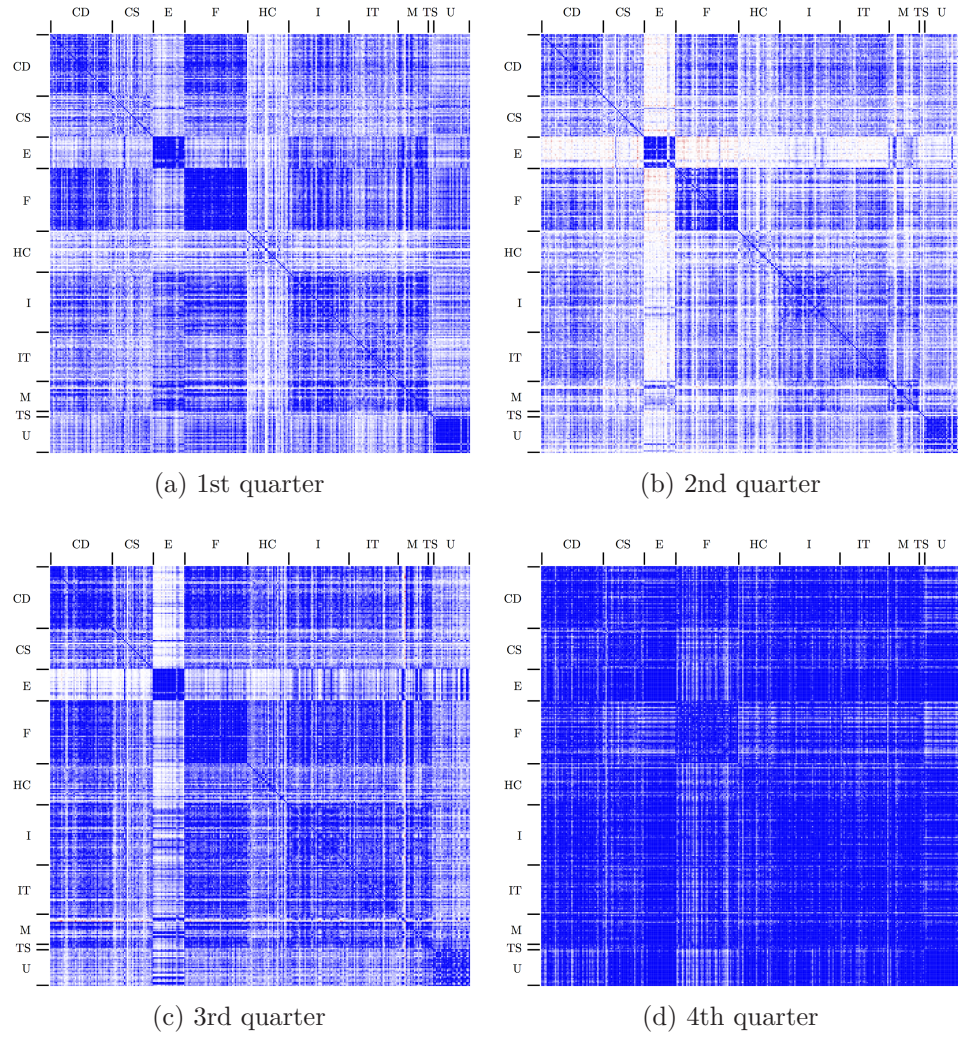 CD CS E F HC I IT M TS U
CD CS E F HC I IT M TS U
CD
CS
E
F
HC
I
IT
M
TS
U
CD
CS
E
F
HC
I
IT
M
TS
U
(a) 1st quarter
(b) 2nd quarter
CD CS E F HC I IT M TS U
CD CS E F HC I IT M TS U
CD
CS
E
F
HC
I
IT
M
TS
U
CD
CS
E
F
HC
I
IT
M
TS
U
(c) 3rd quarter
(d) 4th quarter